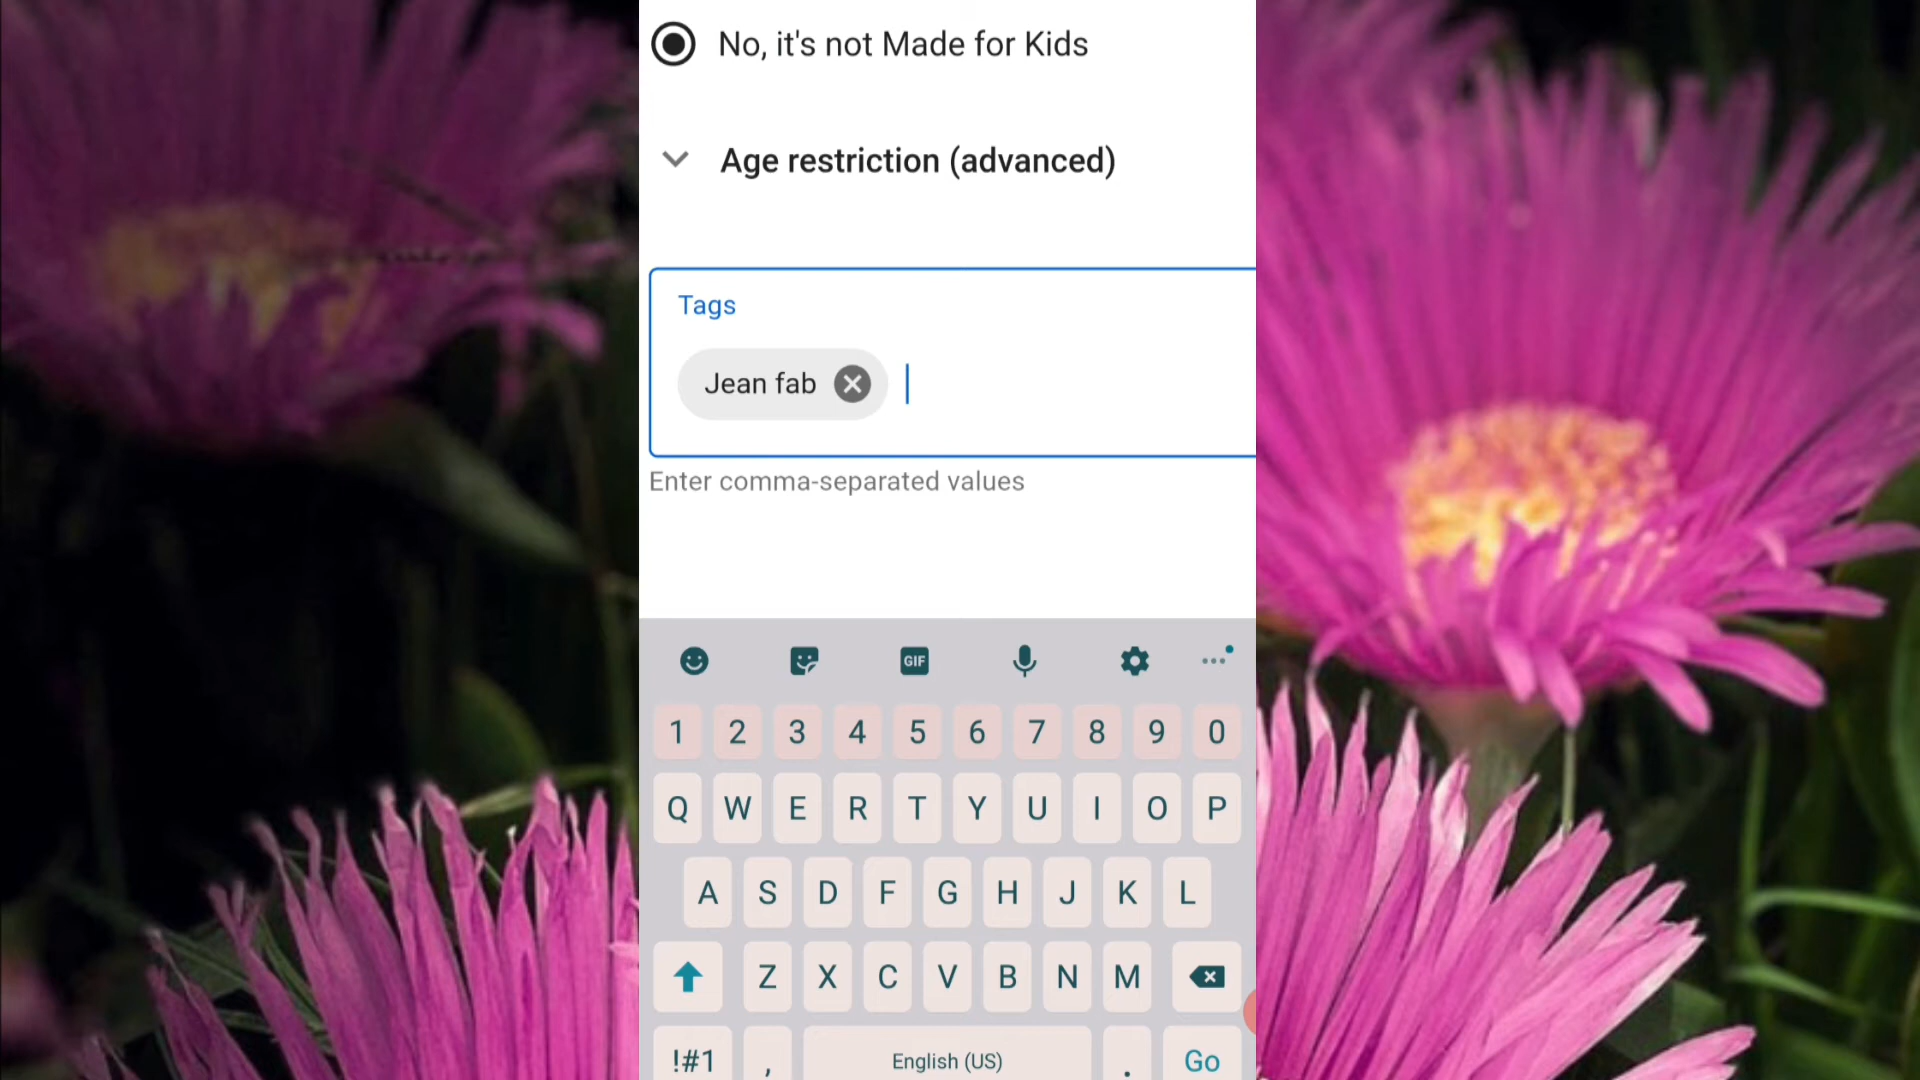 No, it's not Made for Kids
Age restriction (advanced)
Tags
Jean fab
Enter comma-separated values
GIF
1 2 3 4 5 6 7 8 9 0
Q W E R T Y U I O P
A S D F G H J K L
Z X C V B N M
!#1 , English (US) . Go